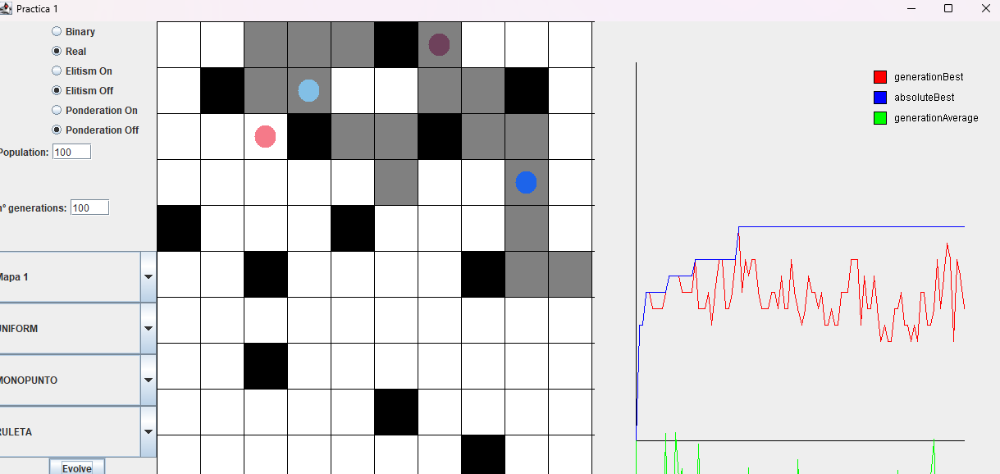 Practica 1
Binary
Real
Elitism On
Elitism Off
Ponderation On
Ponderation Off
Population:
100
nº generations:
100
Mapa 1
UNIFORM
MONOPUNTO
RULETA
Evolve
generationBest
absoluteBest
generationAverage